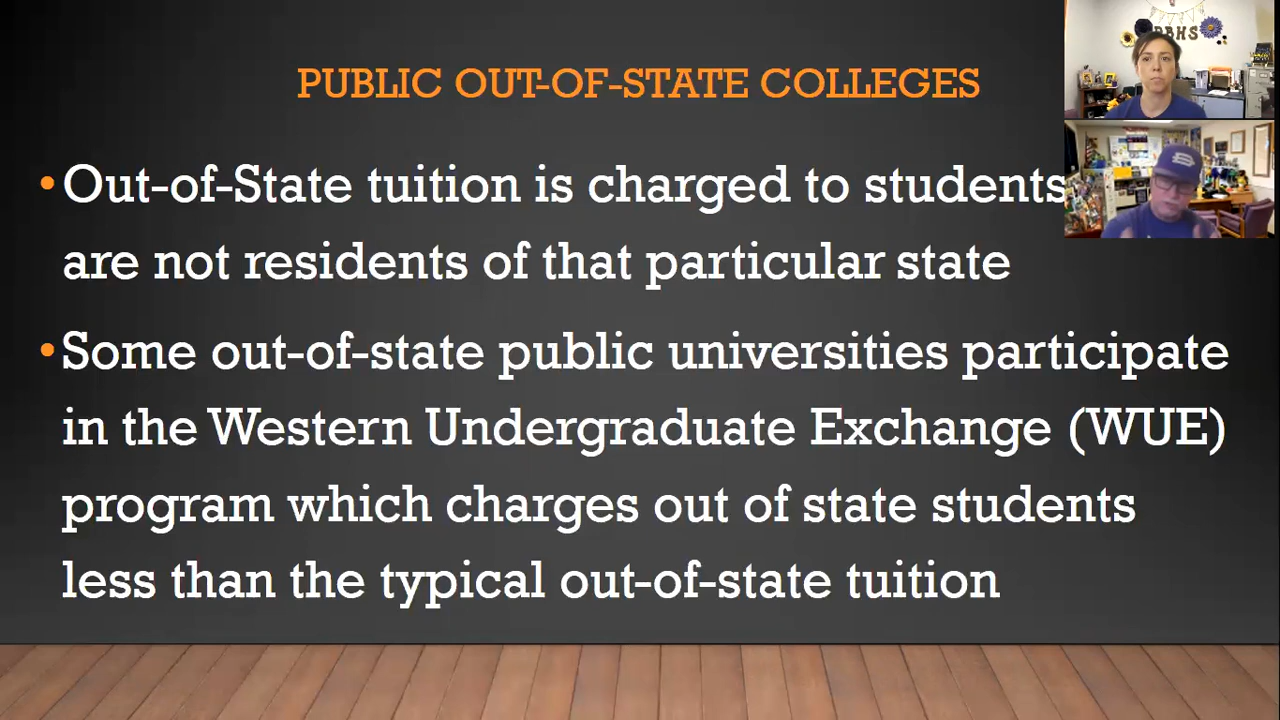 PUBLIC OUT-OF-STATE COLLEGES
•Out-of-State tuition is charged to students
are not residents of that particular state
•Some out-of-state public universities participate
in the Western Undergraduate Exchange (WUE)
program which charges out of state students
less than the typical out-of-state tuition